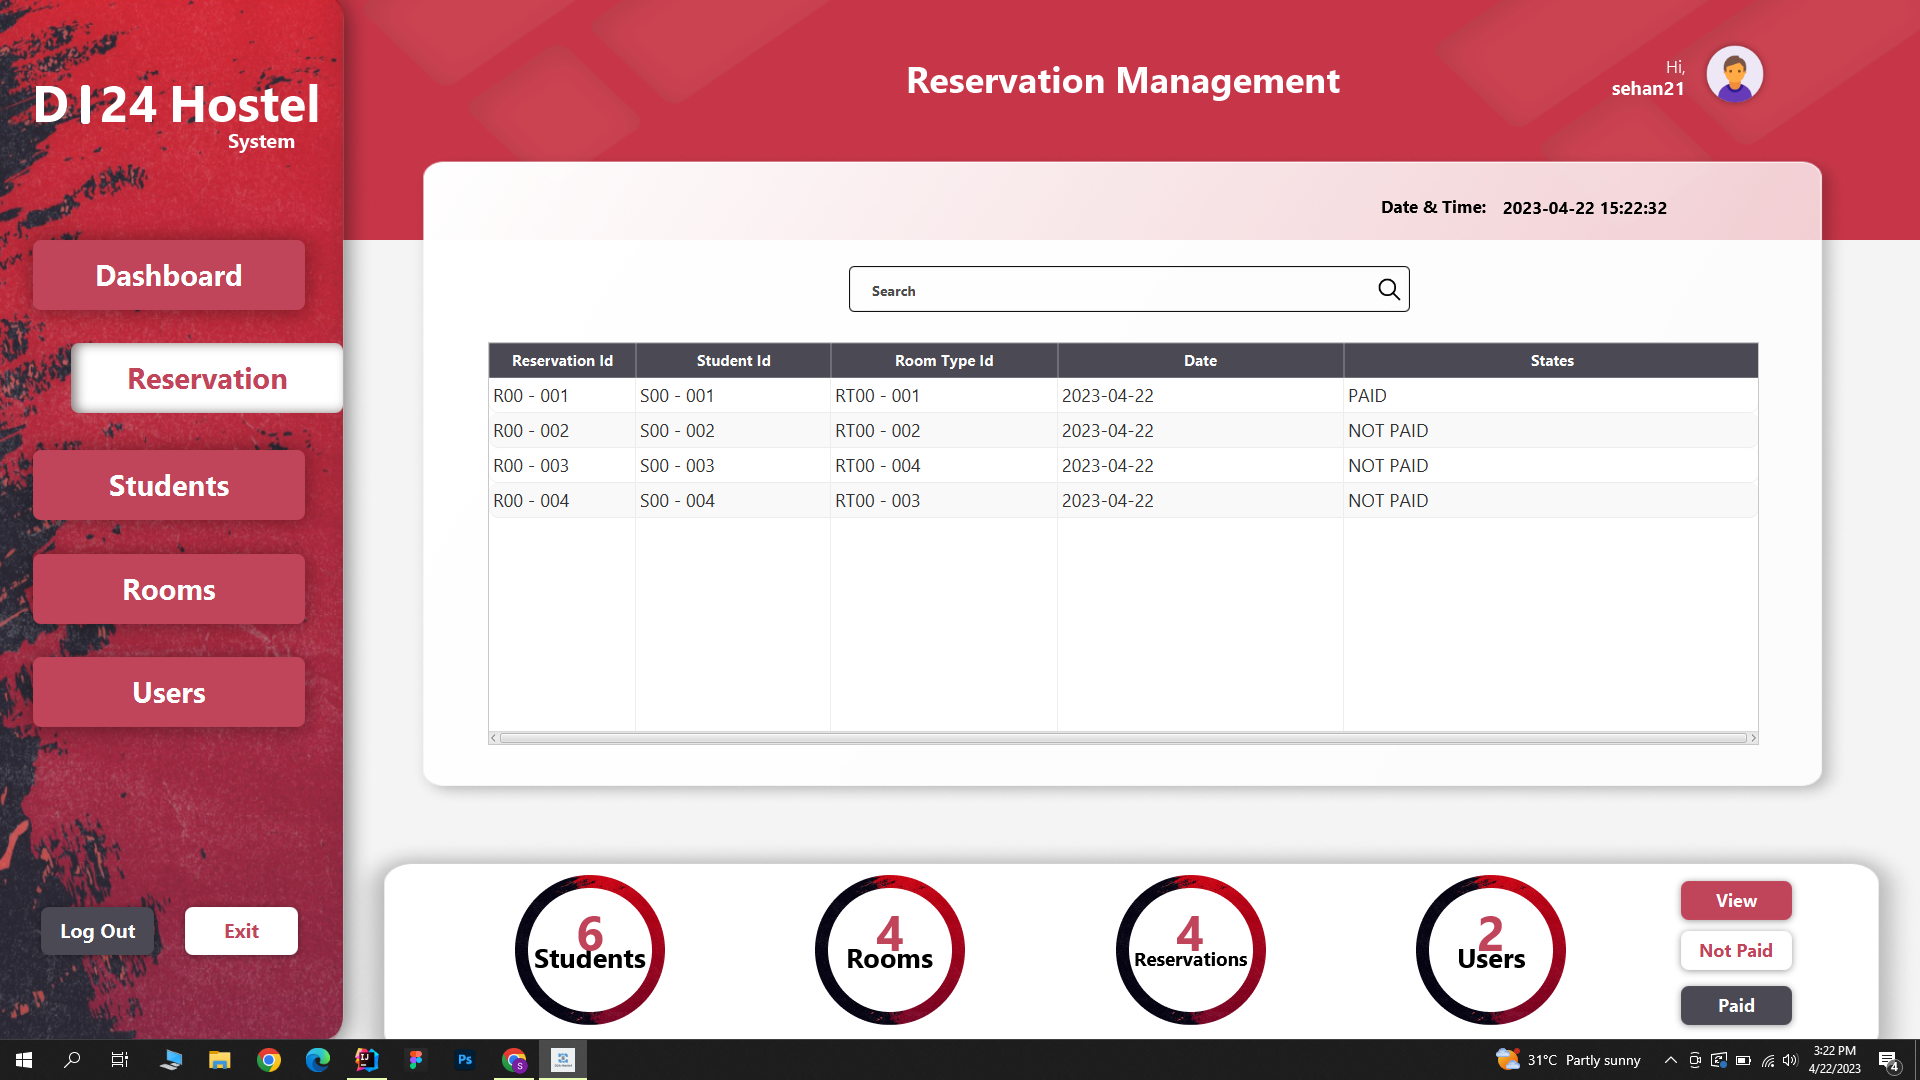 D|24 Hostel
System
Dashboard
Reservation
Students
Rooms
Users
Log Out
Exit
Reservation Management
Hi,
sehan21
Date & Time: 2023-04-22 15:22:32
Search
Reservation Id Student Id Room Type Id Date States
R00 - 001 S00 - 001 RT00 - 001 2023-04-22 PAID
R00 - 002 S00 - 002 RT00 - 002 2023-04-22 NOT PAID
R00 - 003 S00 - 003 RT00 - 004 2023-04-22 NOT PAID
R00 - 004 S00 - 004 RT00 - 003 2023-04-22 NOT PAID
6
Students
4
Rooms
4
Reservations
2
Users
View
Not Paid
Paid
IJ
Ps
S
31°C Partly sunny
3:22 PM
4/22/2023
4